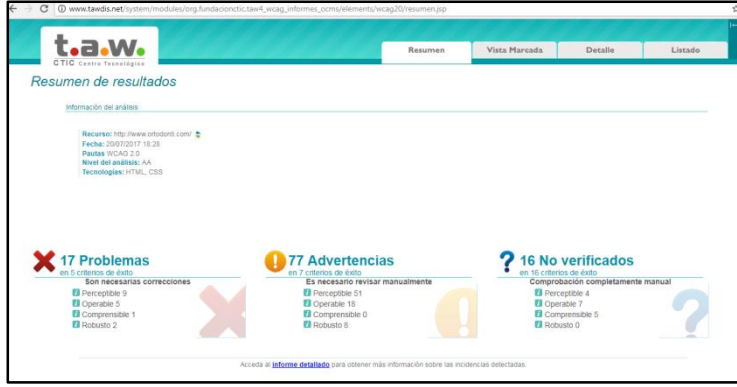 www.tawdis.net/system/modules/org.fundacionctic.taw4_wcag_informes_ocms/elements/wcag20/resumen.jsp
t.a.w.
CTIC Centro Tecnológico
Resumen Vista Marcada Detalle Listado
Resumen de resultados
Información del análisis
Recurso: http://www.ortodonti.com/
Fecha: 20/07/2017 18:28
Pautas WCAG 2.0
Nivel del análisis: AA
Tecnologías: HTML, CSS
17 Problemas
en 5 criterios de éxito
Son necesarias correcciones
Perceptible 9
Operable 5
Comprensible 1
Robusto 2
77 Advertencias
en 7 criterios de éxito
Es necesario revisar manualmente
Perceptible 51
Operable 18
Comprensible 0
Robusto 8
16 No verificados
en 16 criterios de éxito
Comprobación completamente manual
Perceptible 4
Operable 7
Comprensible 5
Robusto 0
Acceda al informe detallado para obtener más información sobre las incidencias detectadas.